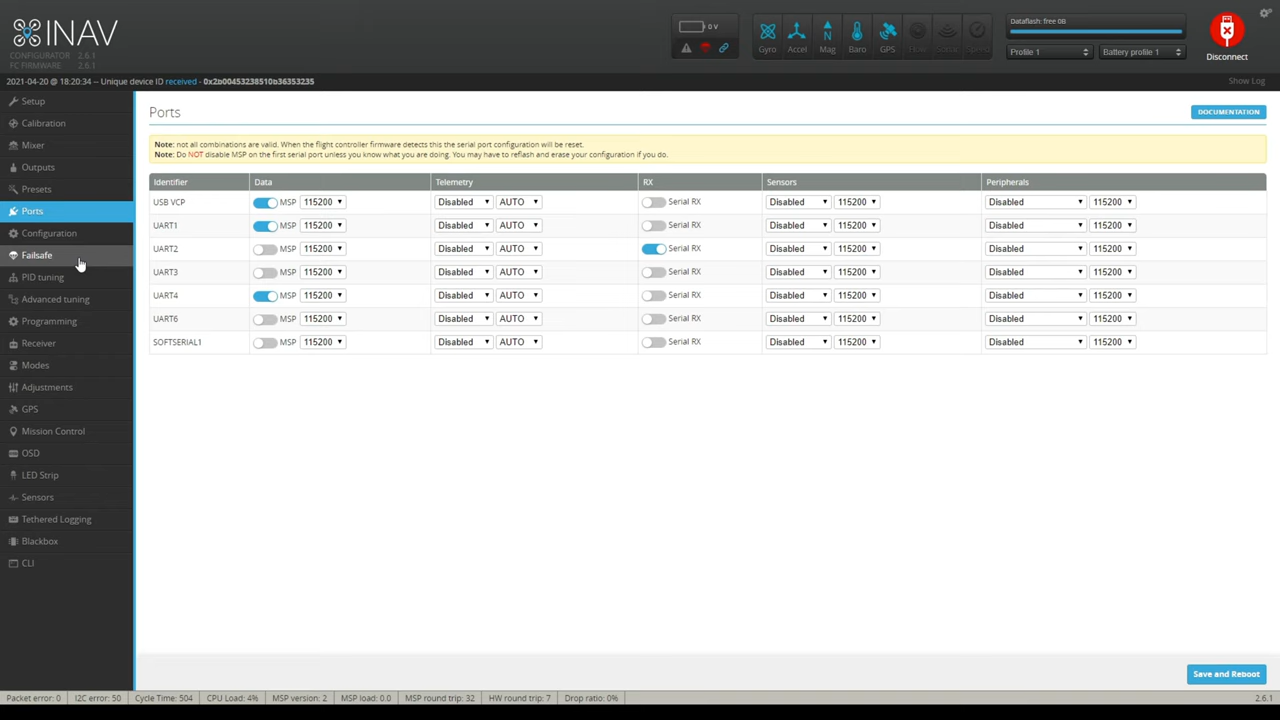 INAV
CONFIGURATOR 2.6.1
FC FIRMWARE 2.6.1
0 V
Gyro Accel Mag Baro GPS
Dataflash: free 0B
Profile 1 Battery profile 1
Disconnect
2021-04-20 @ 18:20:34 -- Unique device ID received - 0x2b00453238510b36353235
Show Log
Setup
Calibration
Mixer
Outputs
Presets
Ports
Configuration
Failsafe
PID tuning
Advanced tuning
Programming
Receiver
Modes
Adjustments
GPS
Mission Control
OSD
LED Strip
Sensors
Tethered Logging
Blackbox
CLI
Ports
DOCUMENTATION
Note: not all combinations are valid. When the flight controller firmware detects this the serial port configuration will be reset.
Note: Do NOT disable MSP on the first serial port unless you know what you are doing. You may have to reflash and erase your configuration if you do.
Identifier Data Telemetry RX Sensors Peripherals
USB VCP MSP 115200 Disabled AUTO Serial RX Disabled 115200 Disabled 115200
UART1 MSP 115200 Disabled AUTO Serial RX Disabled 115200 Disabled 115200
UART2 MSP 115200 Disabled AUTO Serial RX Disabled 115200 Disabled 115200
UART3 MSP 115200 Disabled AUTO Serial RX Disabled 115200 Disabled 115200
UART4 MSP 115200 Disabled AUTO Serial RX Disabled 115200 Disabled 115200
UART6 MSP 115200 Disabled AUTO Serial RX Disabled 115200 Disabled 115200
SOFTSERIAL1 MSP 115200 Disabled AUTO Serial RX Disabled 115200 Disabled 115200
Save and Reboot
Packet error: 0 I2C error: 50 Cycle Time: 504 CPU Load: 4% MSP version: 2 MSP load: 0.0 MSP round trip: 32 HW round trip: 7 Drop ratio: 0% 2.6.1